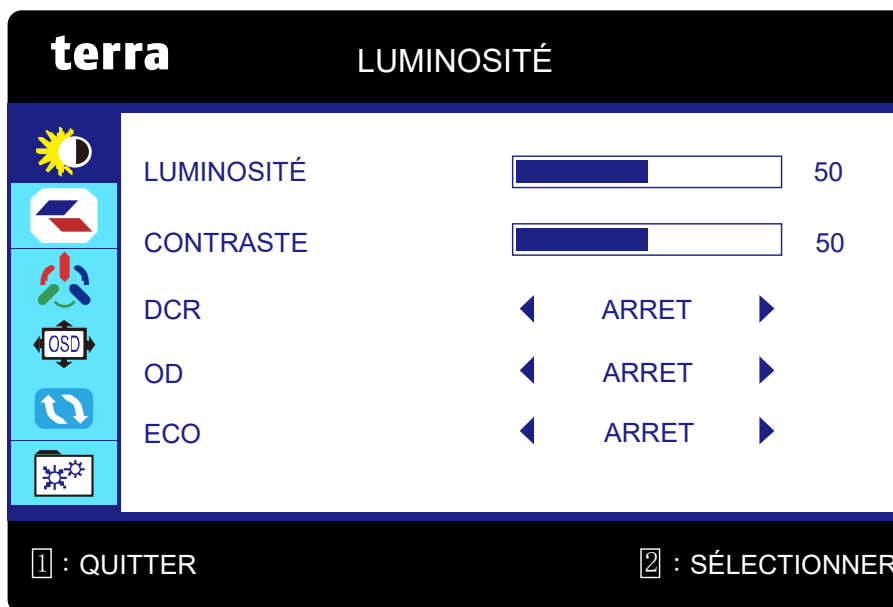 terra LUMINOSITÉ
LUMINOSITÉ 50
CONTRASTE 50
DCR ARRET
OSD
OD ARRET
ECO ARRET
1 : QUITTER 2 : SÉLECTIONNER